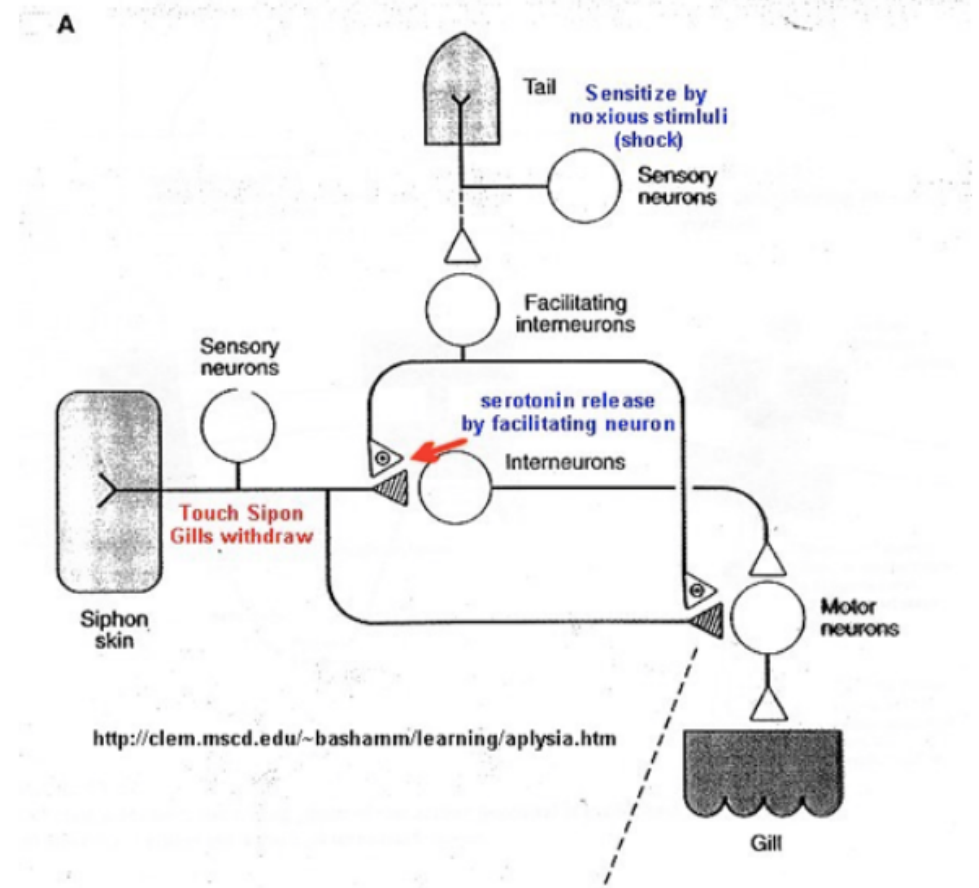 A
Tail
Sensitize by
noxious stimluli
(shock)
Sensory
neurons
Facilitating
interneurons
Sensory
neurons
serotonin release
by facilitating neuron
Interneurons
Touch Sipon
Gills withdraw
Siphon
skin
Motor
neurons
http://clem.mscd.edu/~bashamm/learning/aplysia.htm
Gill